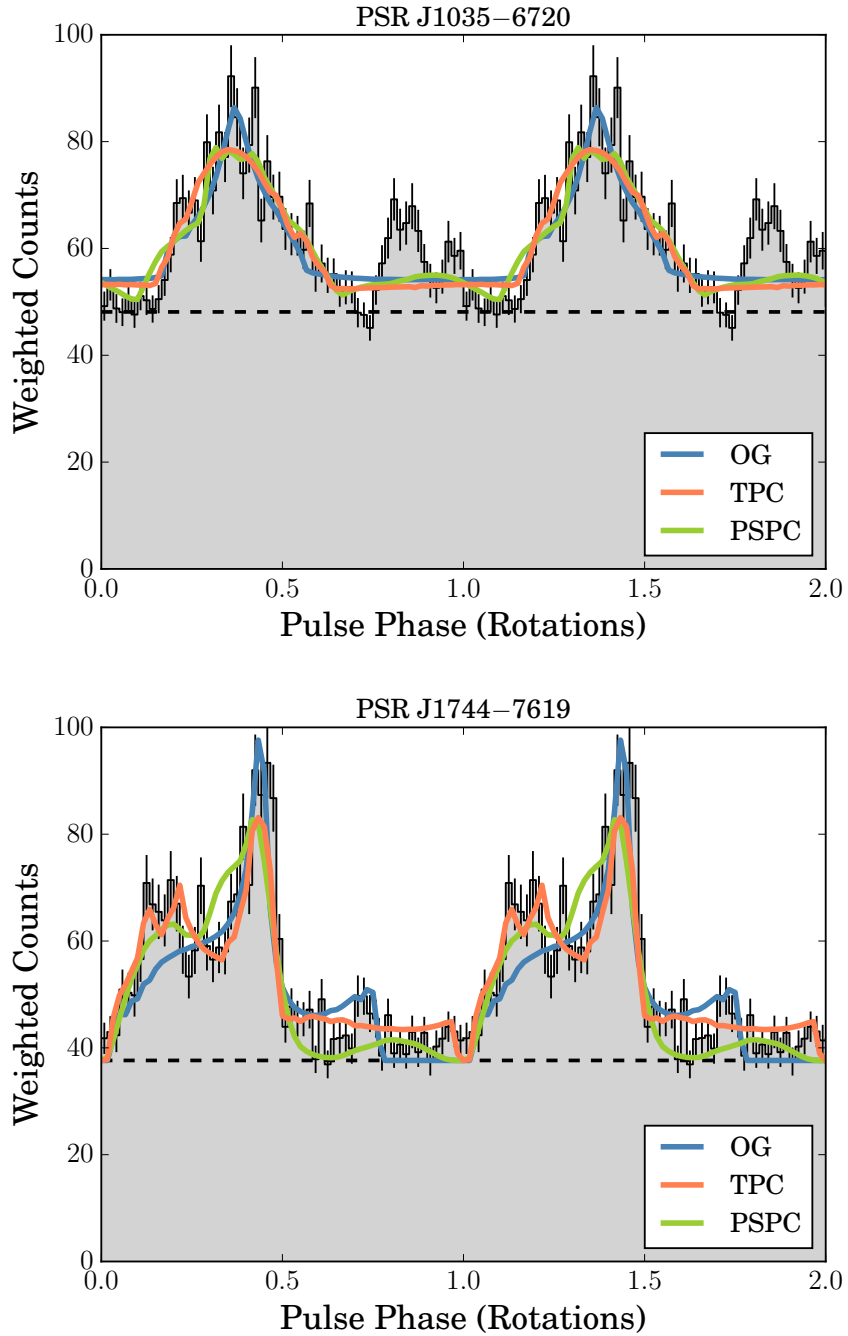 PSR J1035−6720
100
80
60
40
20
0
Weighted Counts
OG
TPC
PSPC
0.0 0.5 1.0 1.5 2.0
Pulse Phase (Rotations)
PSR J1744−7619
100
80
60
40
20
0
Weighted Counts
OG
TPC
PSPC
0.0 0.5 1.0 1.5 2.0
Pulse Phase (Rotations)